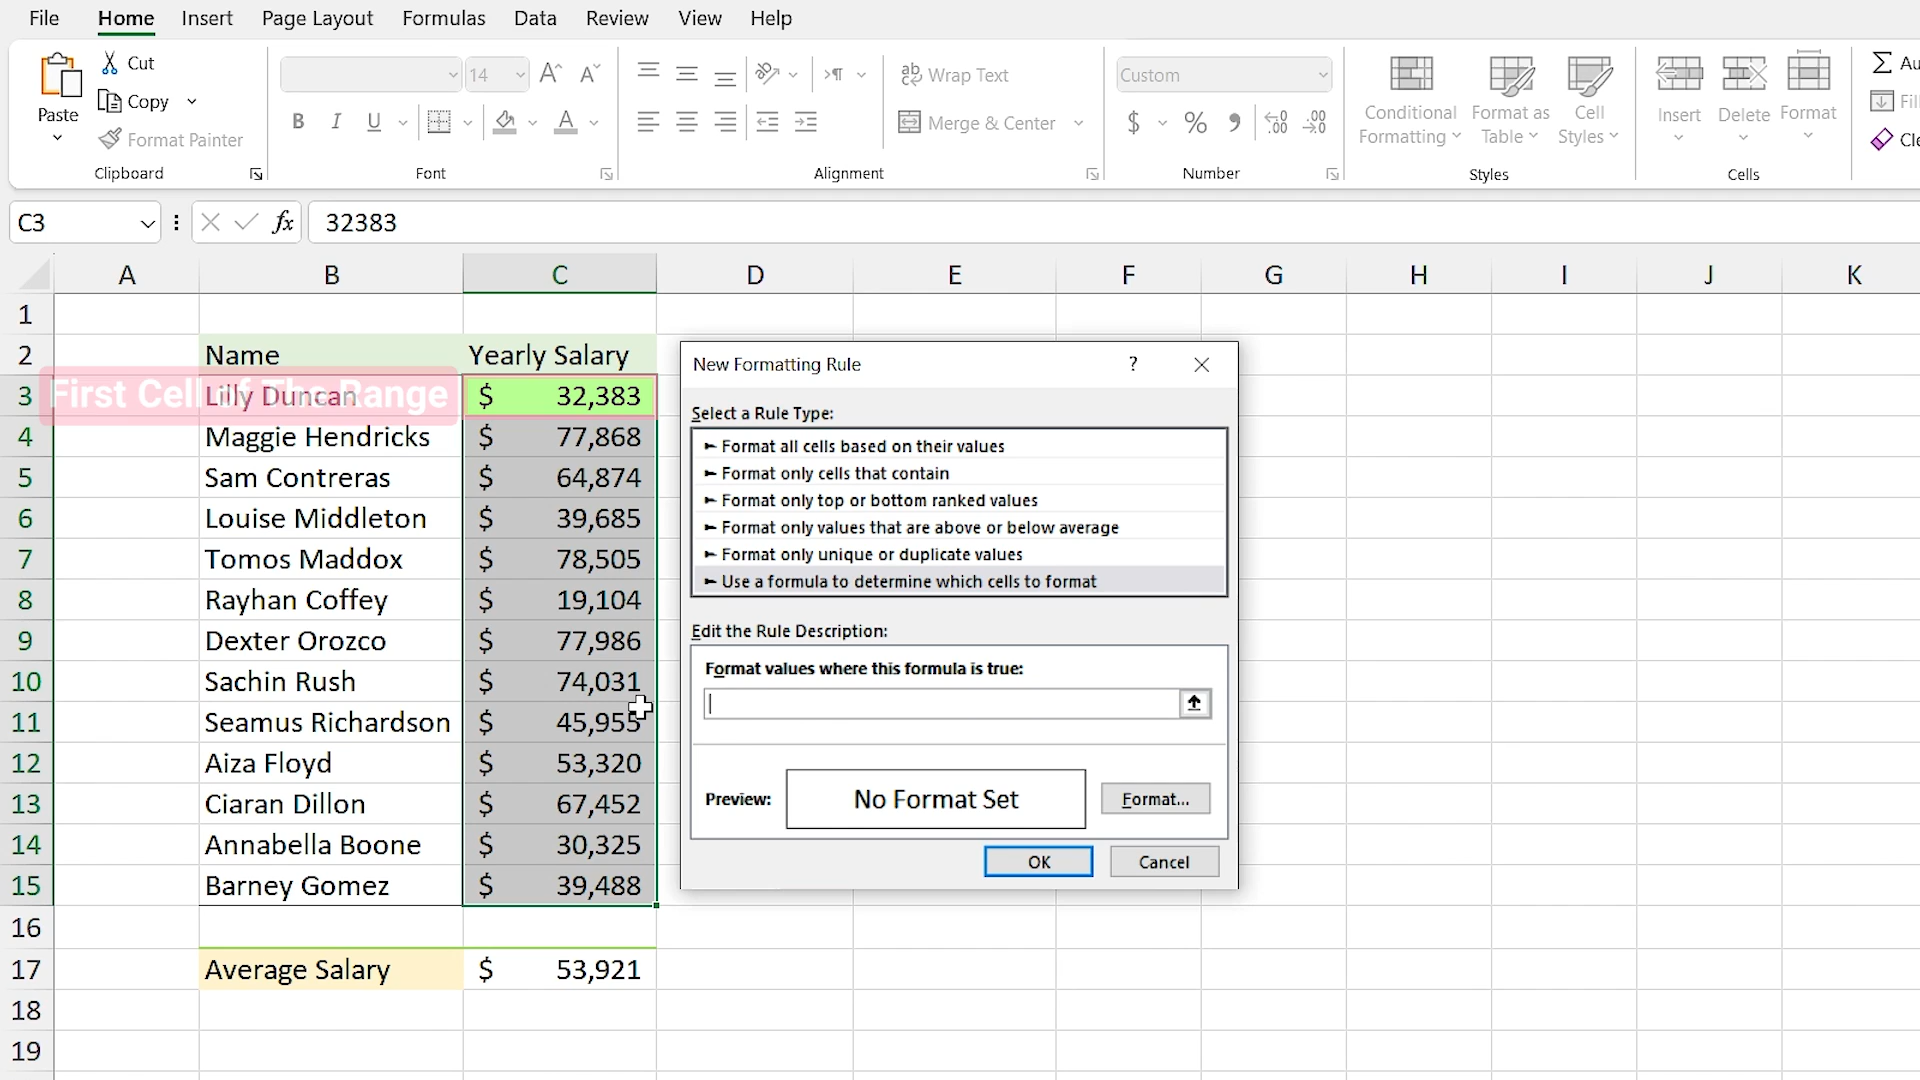 File Home Insert Page Layout Formulas Data Review View Help
Paste
Cut
Copy
Format Painter
Clipboard
14
B I U
Font
Wrap Text
Merge & Center
Alignment
Custom
$ % 9
Number
Conditional Formatting
Format as Table
Cell Styles
Styles
Insert
Delete
Format
Cells
C3
fx
32383
A B C D E F G H I J K
1
2 Name Yearly Salary
First Cell of The Range
3 Lilly Duncan $ 32,383
4 Maggie Hendricks $ 77,868
5 Sam Contreras $ 64,874
6 Louise Middleton $ 39,685
7 Tomos Maddox $ 78,505
8 Rayhan Coffey $ 19,104
9 Dexter Orozco $ 77,986
10 Sachin Rush $ 74,031
11 Seamus Richardson $ 45,955
12 Aiza Floyd $ 53,320
13 Ciaran Dillon $ 67,452
14 Annabella Boone $ 30,325
15 Barney Gomez $ 39,488
16
17 Average Salary $ 53,921
18
19
New Formatting Rule ?
Select a Rule Type:
Format all cells based on their values
Format only cells that contain
Format only top or bottom ranked values
Format only values that are above or below average
Format only unique or duplicate values
Use a formula to determine which cells to format
Edit the Rule Description:
Format values where this formula is true:
Preview:
No Format Set
Format...
OK
Cancel